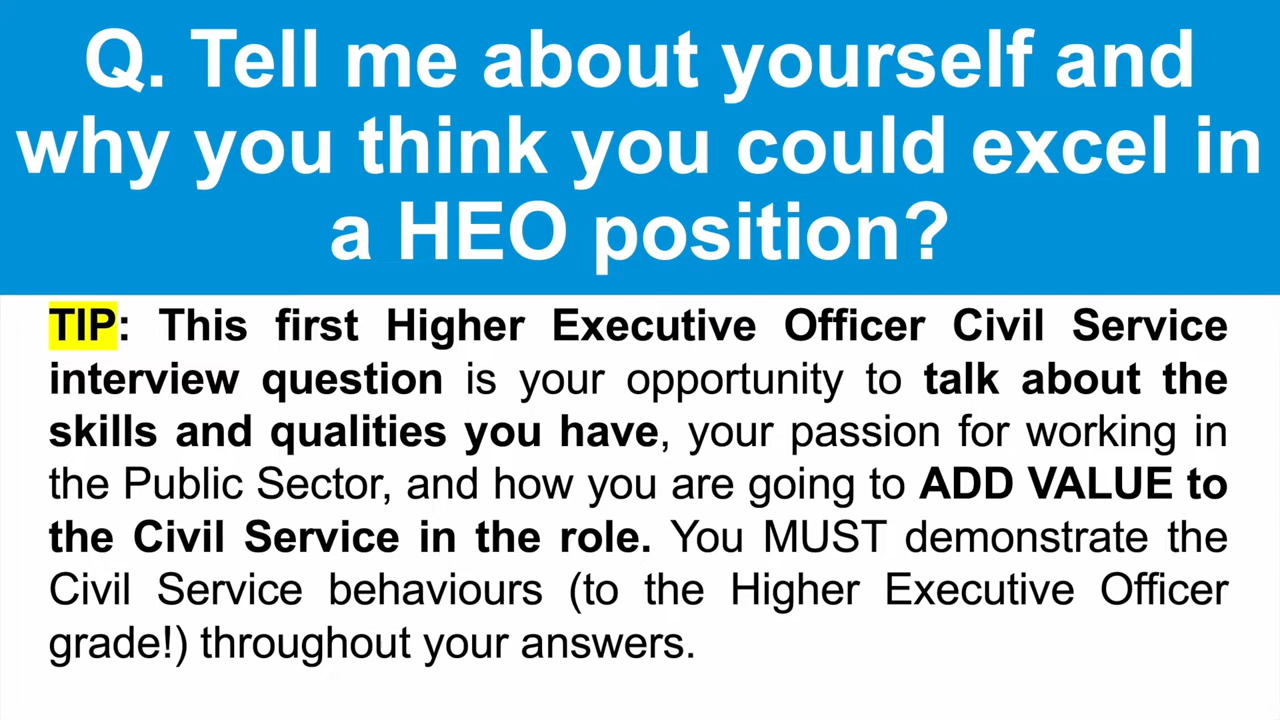 Q. Tell me about yourself and
why you think you could excel in
a HEO position?
TIP: This first Higher Executive Officer Civil Service
interview question is your opportunity to talk about the
skills and qualities you have, your passion for working in
the Public Sector, and how you are going to ADD VALUE to
the Civil Service in the role. You MUST demonstrate the
Civil Service behaviours (to the Higher Executive Officer
grade!) throughout your answers.